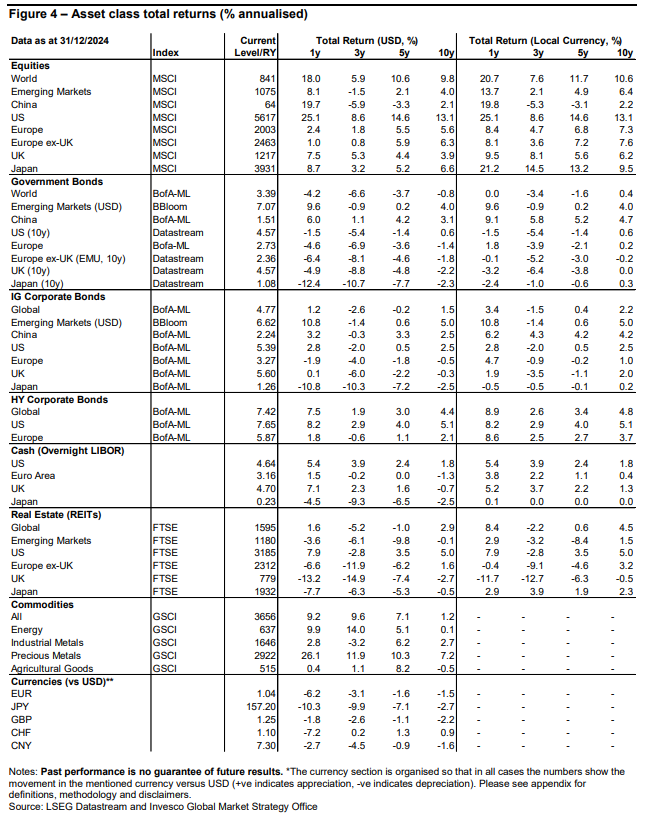 Figure 4 – Asset class total returns (% annualised)
Data as at 31/12/2024 Current Total Return (USD, %) Total Return (Local Currency, %)
Index Level/RY 1y 3y 5y 10y 1y 3y 5y 10y
Equities
World MSCI 841 18.0 5.9 10.6 9.8 20.7 7.6 11.7 10.6
Emerging Markets MSCI 1075 8.1 -1.5 2.1 4.0 13.7 2.1 4.9 6.4
China MSCI 64 19.7 -5.9 -3.3 2.1 19.8 -5.3 -3.1 2.2
US MSCI 5617 25.1 8.6 14.6 13.1 25.1 8.6 14.6 13.1
Europe MSCI 2003 2.4 1.8 5.5 5.6 8.4 4.7 6.8 7.3
Europe ex-UK MSCI 2463 1.0 0.8 5.9 6.3 8.1 3.6 7.2 7.6
UK MSCI 1217 7.5 5.3 4.4 3.9 9.5 8.1 5.6 6.2
Japan MSCI 3931 8.7 3.2 5.2 6.6 21.2 14.5 13.2 9.5
Government Bonds
World BofA-ML 3.39 -4.2 -6.6 -3.7 -0.8 0.0 -3.4 -1.6 0.4
Emerging Markets (USD) BBloom 7.07 9.6 -0.9 0.2 4.0 9.6 -0.9 0.2 4.0
China BofA-ML 1.51 6.0 1.1 4.2 3.1 9.1 5.8 5.2 4.7
US (10y) Datastream 4.57 -1.5 -5.4 -1.4 0.6 -1.5 -5.4 -1.4 0.6
Europe Bofa-ML 2.73 -4.6 -6.9 -3.6 -1.4 1.8 -3.9 -2.1 0.2
Europe ex-UK (EMU, 10y) Datastream 2.36 -6.4 -8.1 -4.6 -1.8 -0.1 -5.2 -3.0 -0.2
UK (10y) Datastream 4.57 -4.9 -8.8 -4.8 -2.2 -3.2 -6.4 -3.8 0.0
Japan (10y) Datastream 1.08 -12.4 -10.7 -7.7 -2.3 -2.4 -1.0 -0.6 0.3
IG Corporate Bonds
Global BofA-ML 4.77 1.2 -2.6 -0.2 1.5 3.4 -1.5 0.4 2.2
Emerging Markets (USD) BBloom 6.62 10.8 -1.4 0.6 5.0 10.8 -1.4 0.6 5.0
China BofA-ML 2.24 3.2 -0.3 3.3 2.5 6.2 4.3 4.2 4.2
US BofA-ML 5.39 2.8 -2.0 0.5 2.5 2.8 -2.0 0.5 2.5
Europe BofA-ML 3.27 -1.9 -4.0 -1.8 -0.5 4.7 -0.9 -0.2 1.0
UK BofA-ML 5.60 0.1 -6.0 -2.2 -0.3 1.9 -3.5 -1.1 2.0
Japan BofA-ML 1.26 -10.8 -10.3 -7.2 -2.5 -0.5 -0.5 -0.1 0.2
HY Corporate Bonds
Global BofA-ML 7.42 7.5 1.9 3.0 4.4 8.9 2.6 3.4 4.8
US BofA-ML 7.65 8.2 2.9 4.0 5.1 8.2 2.9 4.0 5.1
Europe BofA-ML 5.87 1.8 -0.6 1.1 2.1 8.6 2.5 2.7 3.7
Cash (Overnight LIBOR)
US 4.64 5.4 3.9 2.4 1.8 5.4 3.9 2.4 1.8
Euro Area 3.16 1.5 -0.2 0.0 -1.3 3.8 2.2 1.1 0.4
UK 4.70 7.1 2.3 1.6 -0.7 5.2 3.7 2.2 1.3
Japan 0.23 -4.5 -9.3 -6.5 -2.5 0.1 0.0 0.0 0.0
Real Estate (REITs)
Global FTSE 1595 1.6 -5.2 -1.0 2.9 8.4 -2.2 0.6 4.5
Emerging Markets FTSE 1180 -3.6 -6.1 -9.8 -0.1 2.9 -3.2 -8.4 1.5
US FTSE 3185 7.9 -2.8 3.5 5.0 7.9 -2.8 3.5 5.0
Europe ex-UK FTSE 2312 -6.6 -11.9 -6.2 1.6 -0.4 -9.1 -4.6 3.2
UK FTSE 779 -13.2 -14.9 -7.4 -2.7 -11.7 -12.7 -6.3 -0.5
Japan FTSE 1932 -7.7 -6.3 -5.3 -0.5 2.9 3.9 1.9 2.3
Commodities
All GSCI 3656 9.2 9.6 7.1 1.2 - - - -
Energy GSCI 637 9.9 14.0 5.1 0.1 - - - -
Industrial Metals GSCI 1646 2.8 -3.2 6.2 2.7 - - - -
Precious Metals GSCI 2922 26.1 11.9 10.3 7.2 - - - -
Agricultural Goods GSCI 515 0.4 1.1 8.2 -0.5 - - - -
Currencies (vs USD)**
EUR 1.04 -6.2 -3.1 -1.6 -1.5 - - - -
JPY 157.20 -10.3 -9.9 -7.1 -2.7 - - - -
GBP 1.25 -1.8 -2.6 -1.1 -2.2 - - - -
CHF 1.10 -7.2 0.2 1.3 0.9 - - - -
CNY 7.30 -2.7 -4.5 -0.9 -1.6 - - - -
Notes: Past performance is no guarantee of future results. *The currency section is organised so that in all cases the numbers show the
movement in the mentioned currency versus USD (+ve indicates appreciation, -ve indicates depreciation). Please see appendix for
definitions, methodology and disclaimers.
Source: LSEG Datastream and Invesco Global Market Strategy Office